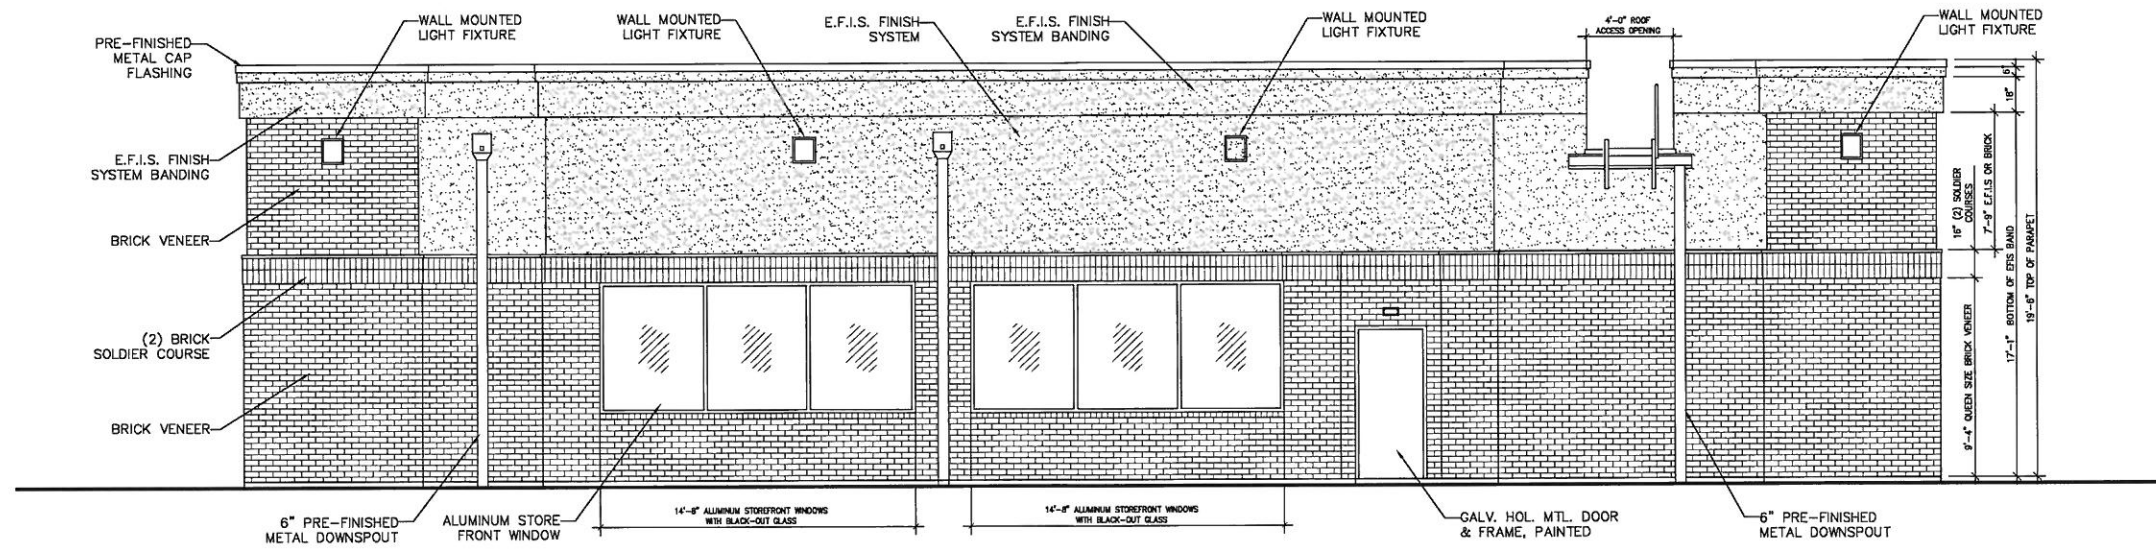 WALL MOUNTED
LIGHT FIXTURE
WALL MOUNTED
LIGHT FIXTURE
E.F.I.S. FINISH
SYSTEM
E.F.I.S. FINISH
SYSTEM BANDING
WALL MOUNTED
LIGHT FIXTURE
4'-0" ROOF
ACCESS OPENING
WALL MOUNTED
LIGHT FIXTURE
PRE-FINISHED
METAL CAP
FLASHING
E.F.I.S. FINISH
SYSTEM BANDING
BRICK VENEER
(2) BRICK
SOLDIER COURSE
BRICK VENEER
6"
18"
16" (2) SOLDIER
COURSES
7'-9" E.F.I.S OR BRICK
9'-4" QUEEN SIZE BRICK VENEER
17'-1" BOTTOM OF EFIS BAND
19'-6" TOP OF PARAPET
6" PRE-FINISHED
METAL DOWNSPOUT
ALUMINUM STORE
FRONT WINDOW
14'-8" ALUMINUM STOREFRONT WINDOWS
WITH BLACK-OUT GLASS
14'-8" ALUMINUM STOREFRONT WINDOWS
WITH BLACK-OUT GLASS
GALV. HOL. MTL. DOOR
& FRAME, PAINTED
6" PRE-FINISHED
METAL DOWNSPOUT